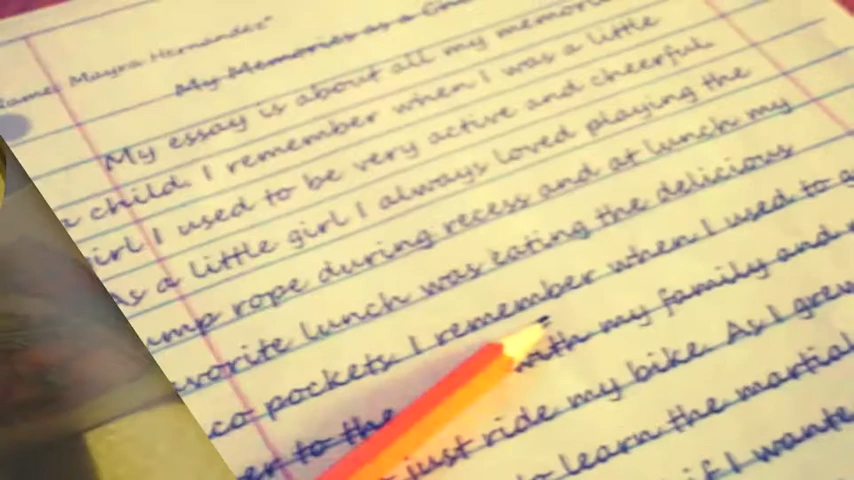 Name: Mayra Hernandez
My Memories as a
My essay is about all my
a child. I remember when I was a little
girl I used to be very active and cheerful.
As a little girl I always loved playing the
jump rope during recess and at lunch my
favorite lunch was eating the delicious
co pockets. I remember when I used to
er to the with my family and
just ride my bike. As I grew
learn the martial
if I wante